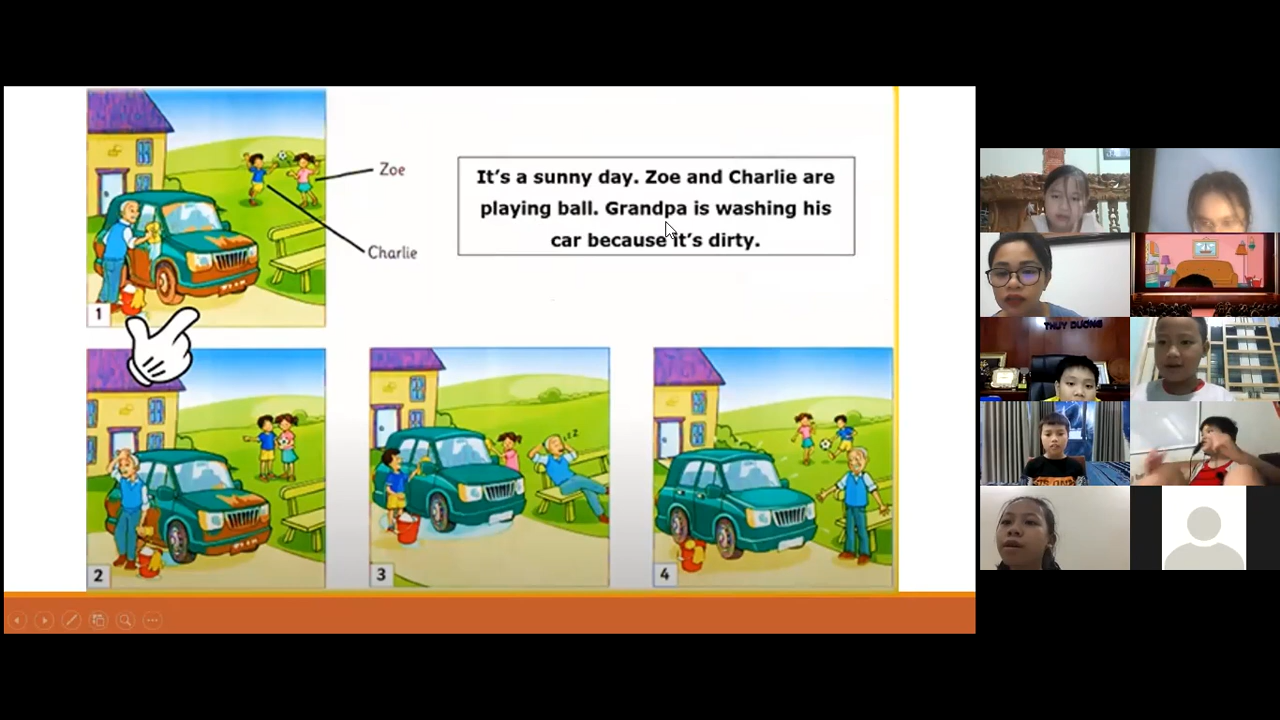 Zoe
Charlie
It's a sunny day. Zoe and Charlie are
playing ball. Grandpa is washing his
car because it's dirty.
1
2
3
zzz
4
THUY DUONG